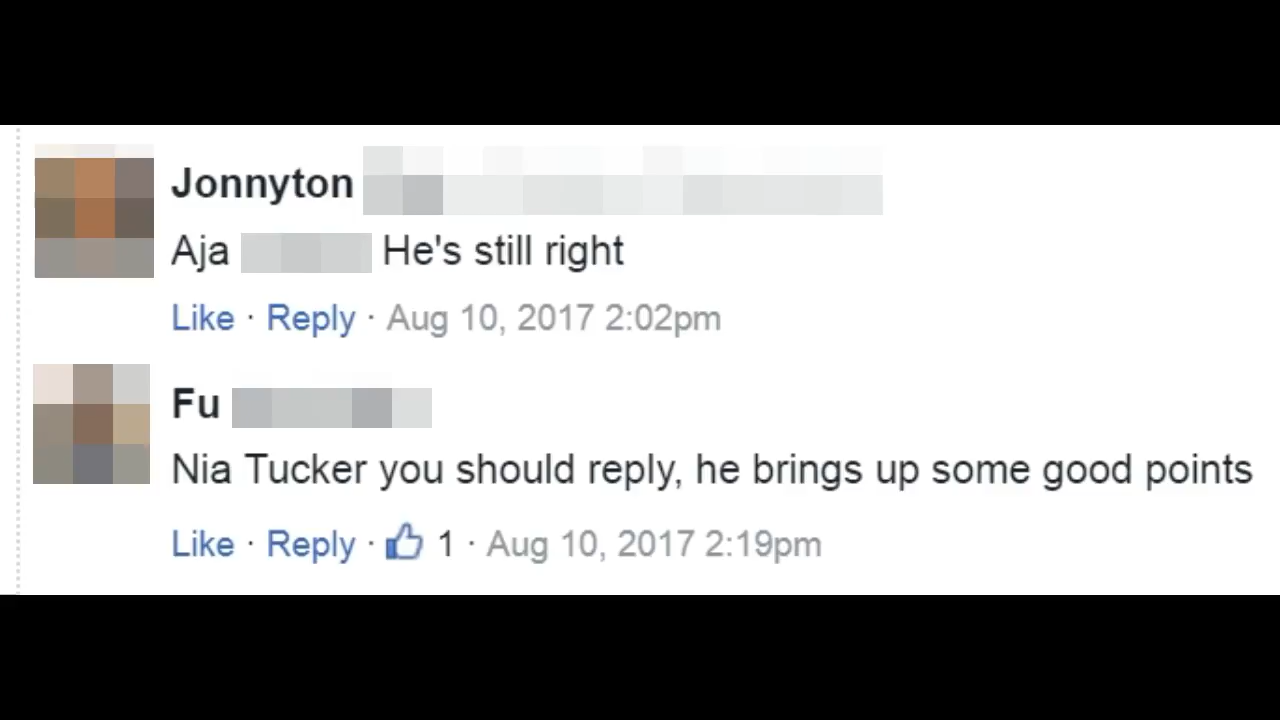 Jonnyton
Aja He's still right
Like · Reply · Aug 10, 2017 2:02pm
Fu
Nia Tucker you should reply, he brings up some good points
Like · Reply · 1 · Aug 10, 2017 2:19pm